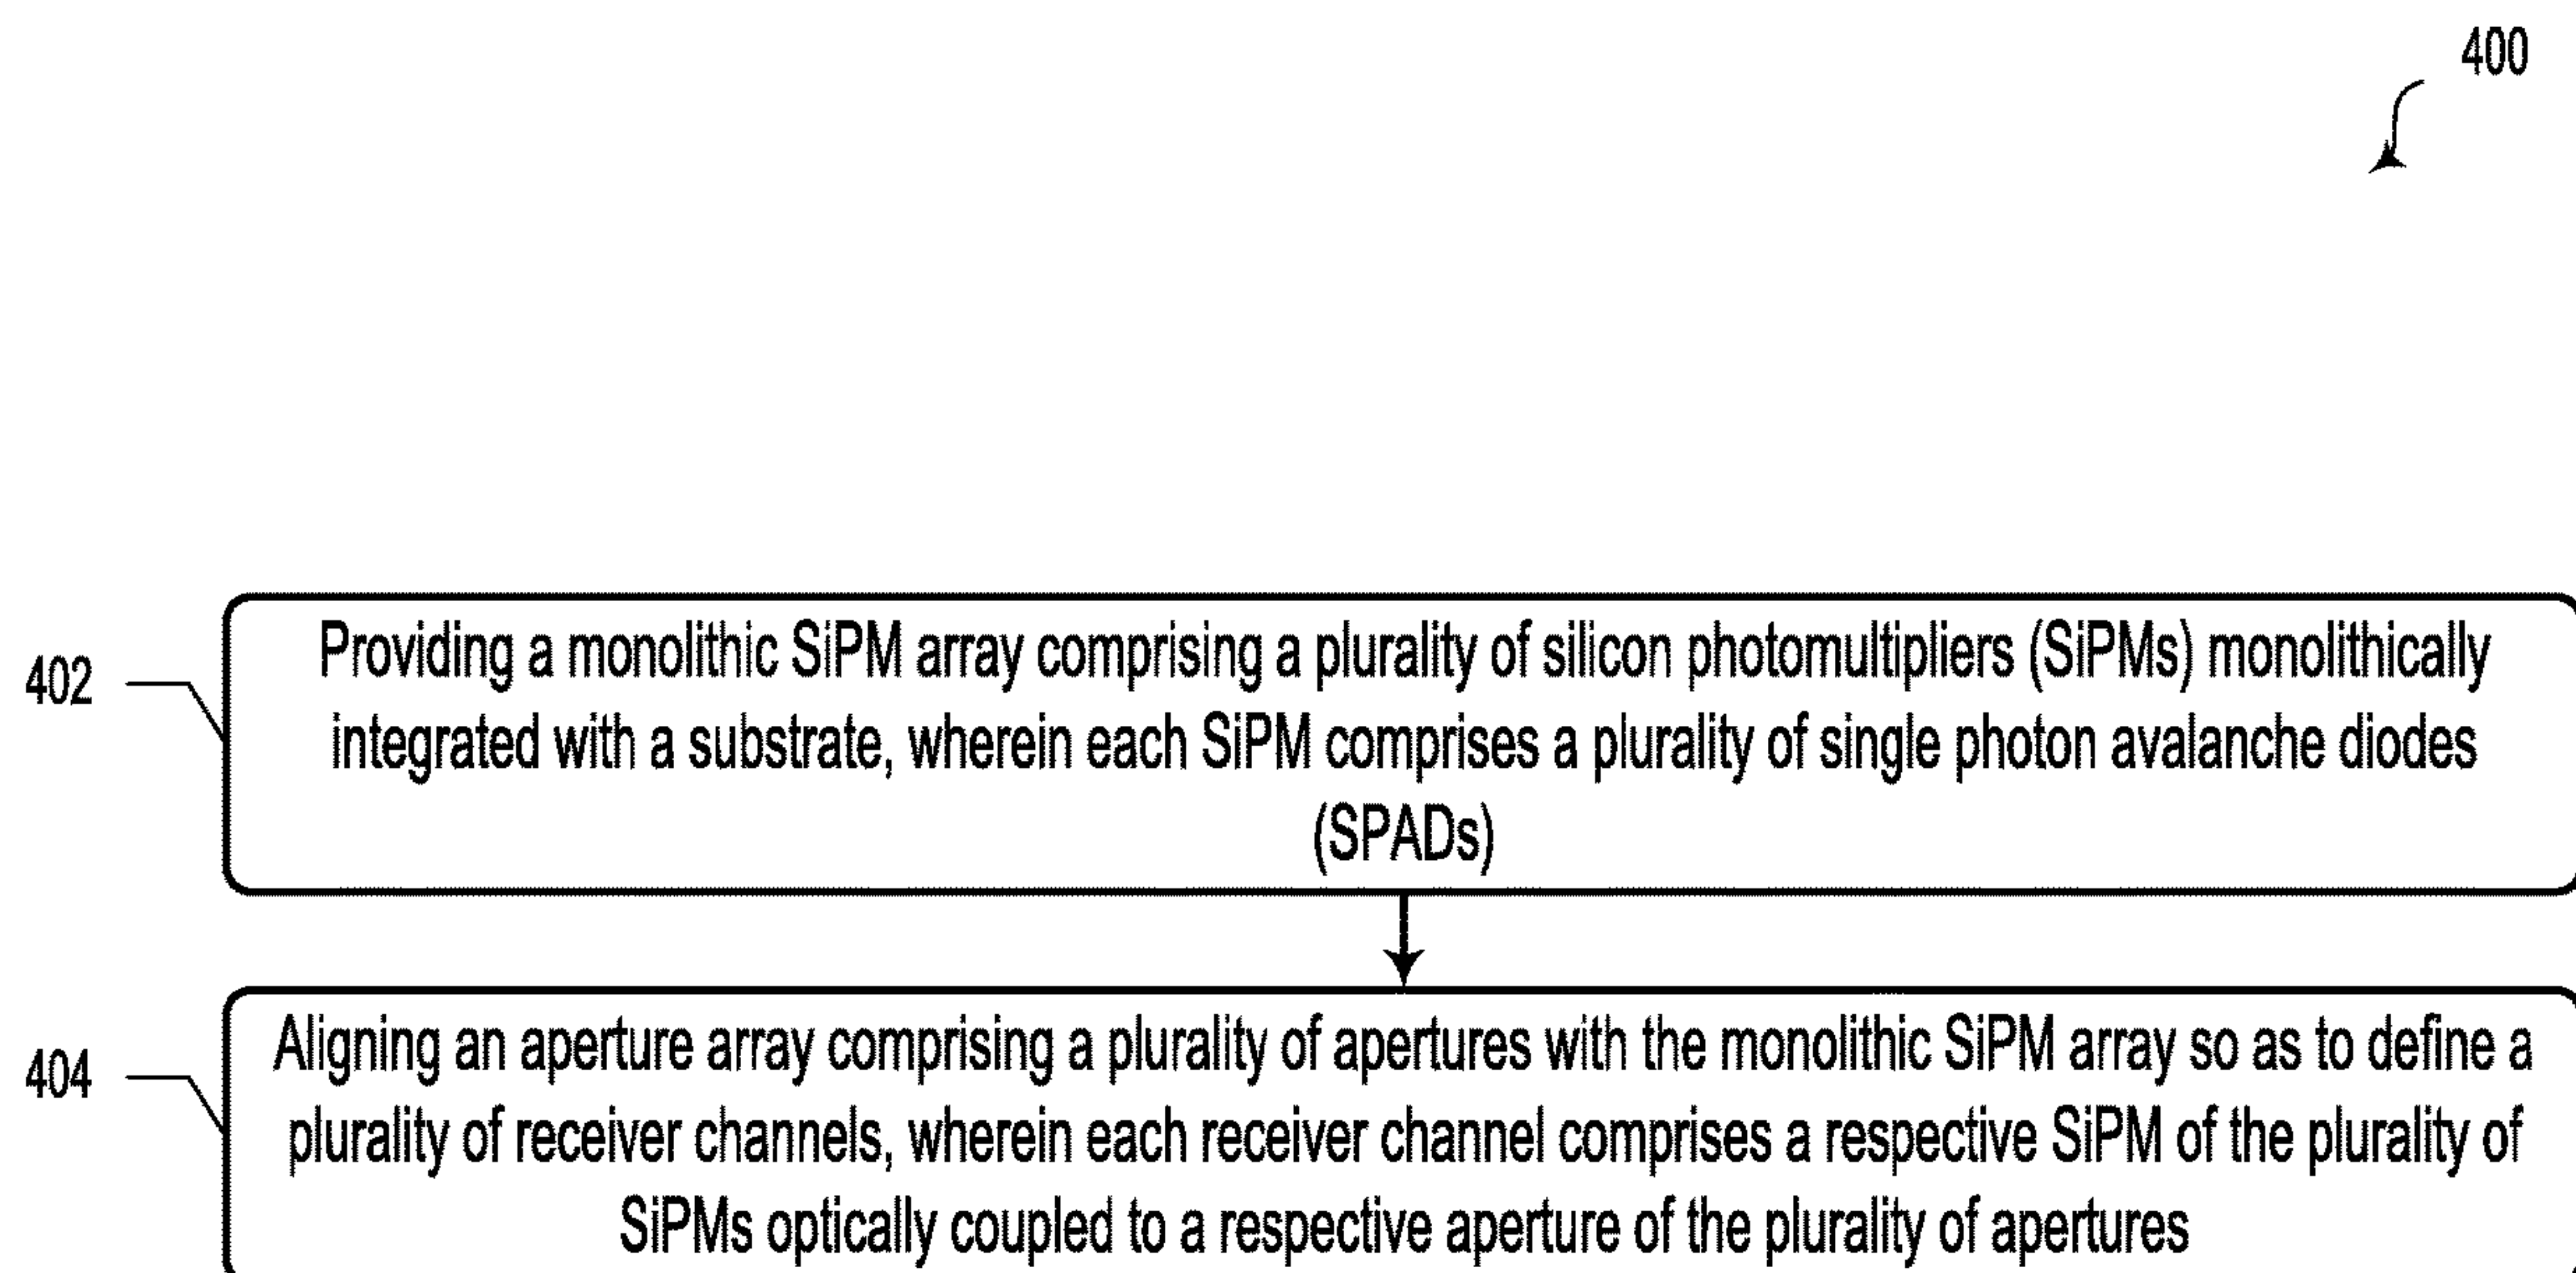 400
402
Providing a monolithic SiPM array comprising a plurality of silicon photomultipliers (SiPMs) monolithically
integrated with a substrate, wherein each SiPM comprises a plurality of single photon avalanche diodes
(SPADs)
404
Aligning an aperture array comprising a plurality of apertures with the monolithic SiPM array so as to define a
plurality of receiver channels, wherein each receiver channel comprises a respective SiPM of the plurality of
SiPMs optically coupled to a respective aperture of the plurality of apertures